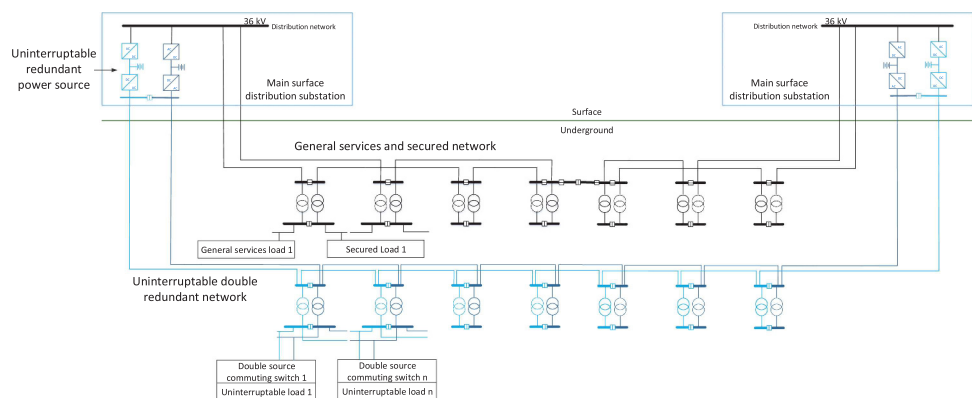 36 kV
Distribution network
Uninterruptable
redundant
power source
Main surface
distribution substation
36 kV
Distribution network
Main surface
distribution substation
Surface
Underground
General services and secured network
General services load 1
Secured Load 1
Uninterruptable double
redundant network
Double source
commuting switch 1
Uninterruptable load 1
Double source
commuting switch n
Uninterruptable load n